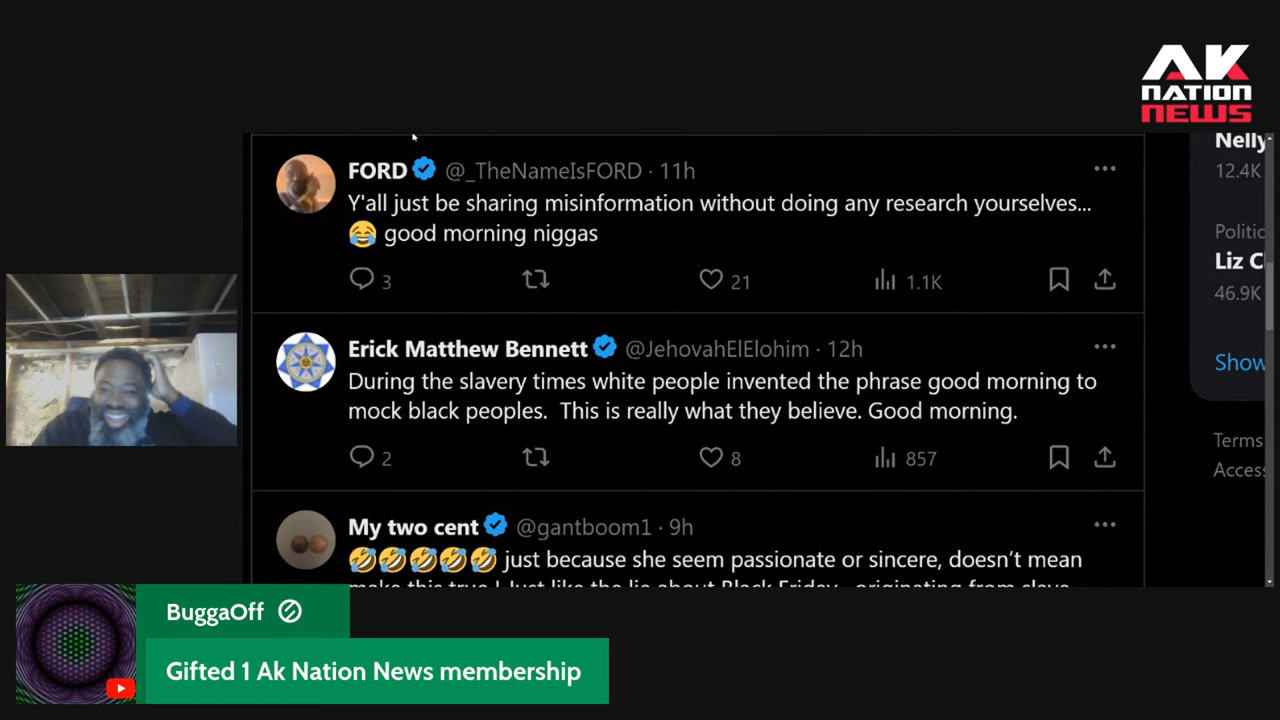 AK
NATION
NEWS
FORD @_TheNameIsFORD · 11h
Y'all just be sharing misinformation without doing any research yourselves...
😂 good morning niggas
3 21 1.1K
Erick Matthew Bennett @JehovahElElohim · 12h
During the slavery times white people invented the phrase good morning to
mock black peoples. This is really what they believe. Good morning.
2 8 857
My two cent @gantboom1 · 9h
🤣🤣🤣🤣🤣 just because she seem passionate or sincere, doesn't mean
make this true ! Just like the lie about Black Friday originating from slave
Nelly
12.4K
Politic
Liz C
46.9K
Show
Terms
Access
BuggaOff
Gifted 1 Ak Nation News membership